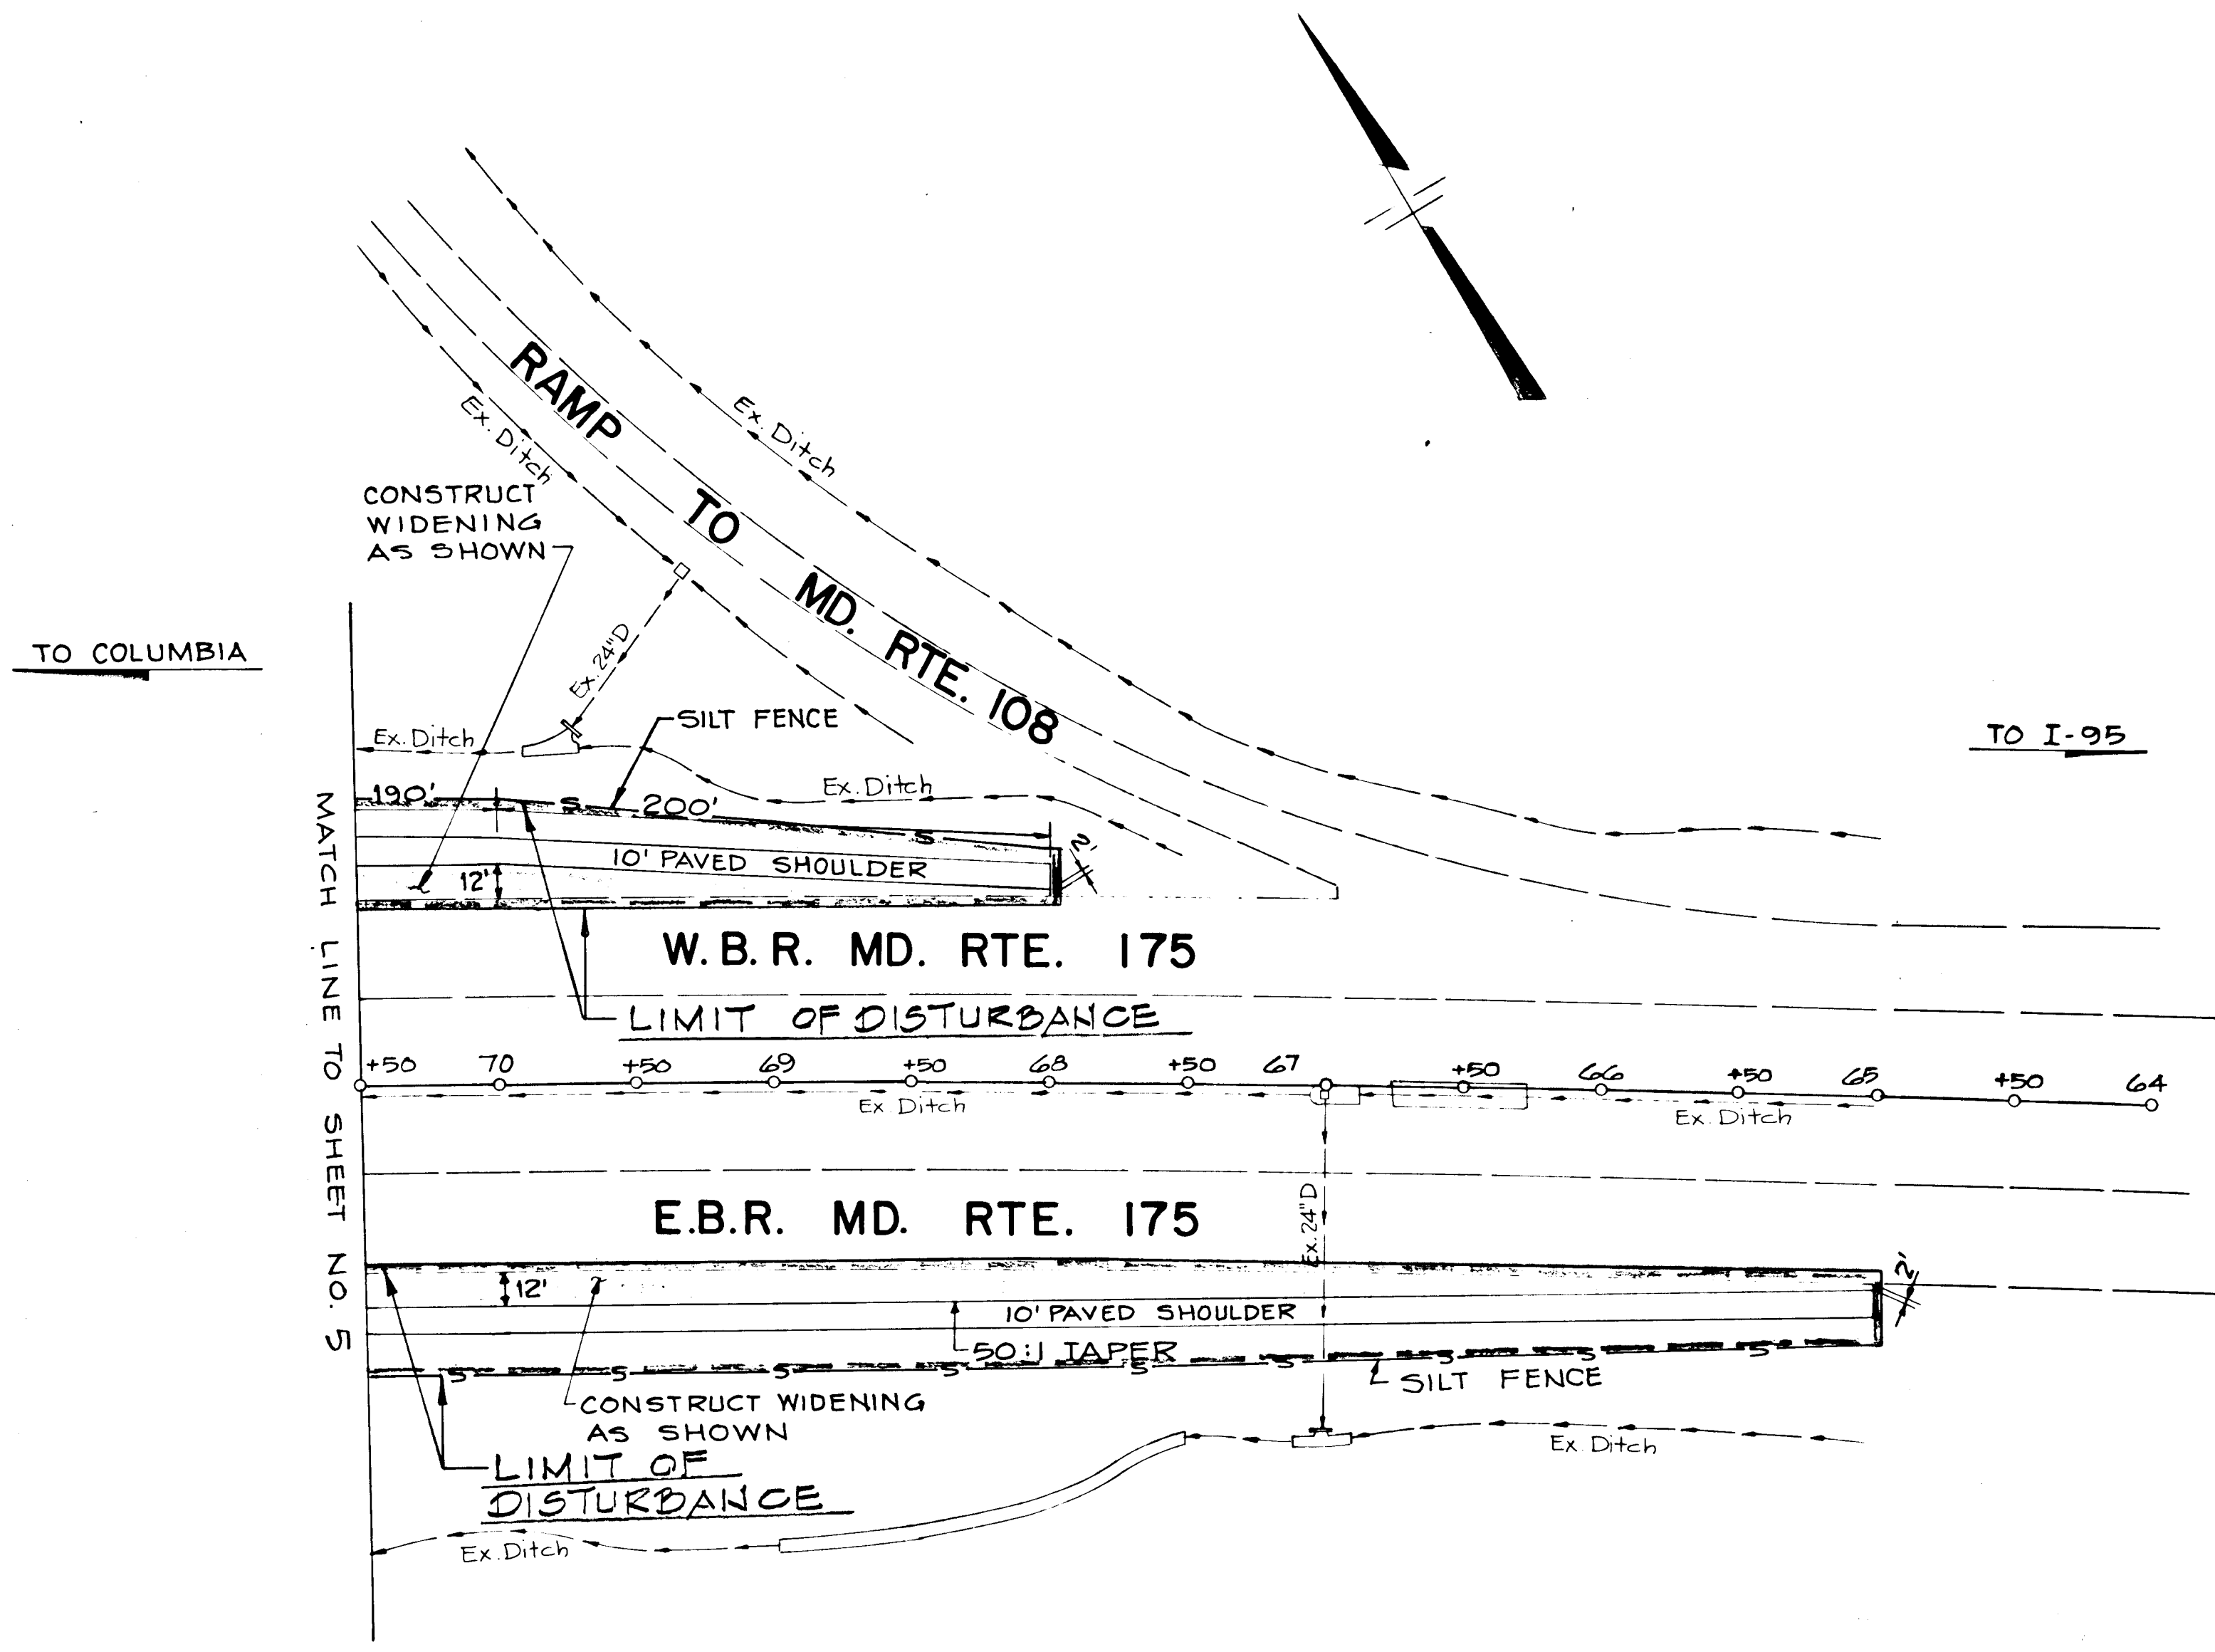 RAMP TO MD. RTE. 108
Ex. Ditch
Ex. Ditch
CONSTRUCT
WIDENING
AS SHOWN
TO COLUMBIA
Ex. 24"D
SILT FENCE
TO I-95
Ex. Ditch
Ex. Ditch
190'
S
200'
S
2'
10' PAVED SHOULDER
12'
MATCH LINE TO SHEET NO. 5
W.B.R. MD. RTE. 175
LIMIT OF DISTURBANCE
+50 70 +50 69 +50 68 +50 67 +50 66 +50 65 +50 64
Ex. Ditch
Ex. Ditch
E.B.R. MD. RTE. 175
Ex. 24"D
2'
12'
10' PAVED SHOULDER
50:1 TAPER
S S S S S S S S S
SILT FENCE
CONSTRUCT WIDENING
AS SHOWN
Ex. Ditch
LIMIT OF
DISTURBANCE
Ex. Ditch